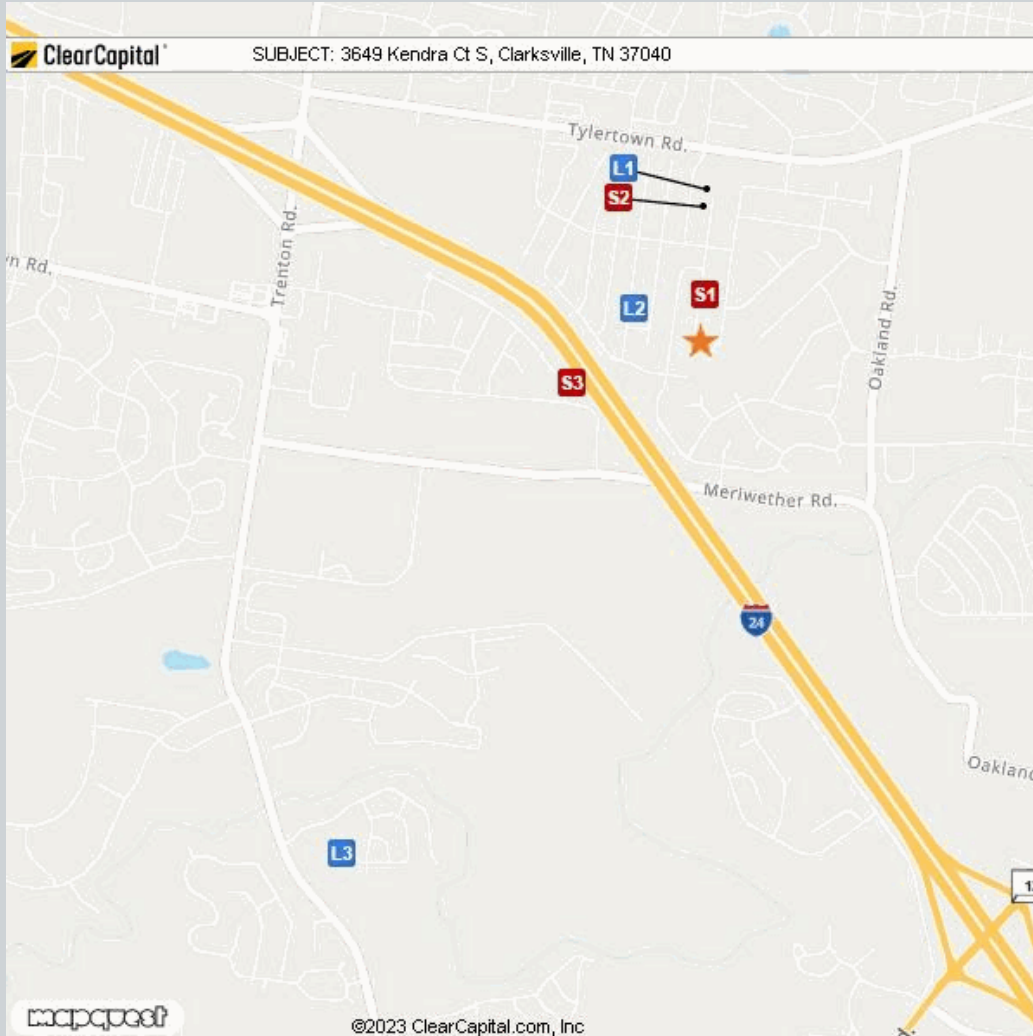 ClearCapital
SUBJECT: 3649 Kendra Ct S, Clarksville, TN 37040
Tylertown Rd.
L1
S2
Trenton Rd.
n Rd.
S1
L2
Oakland Rd.
S3
Meriwether Rd.
24
Oakland
L3
mapquest
©2023 ClearCapital.com, Inc